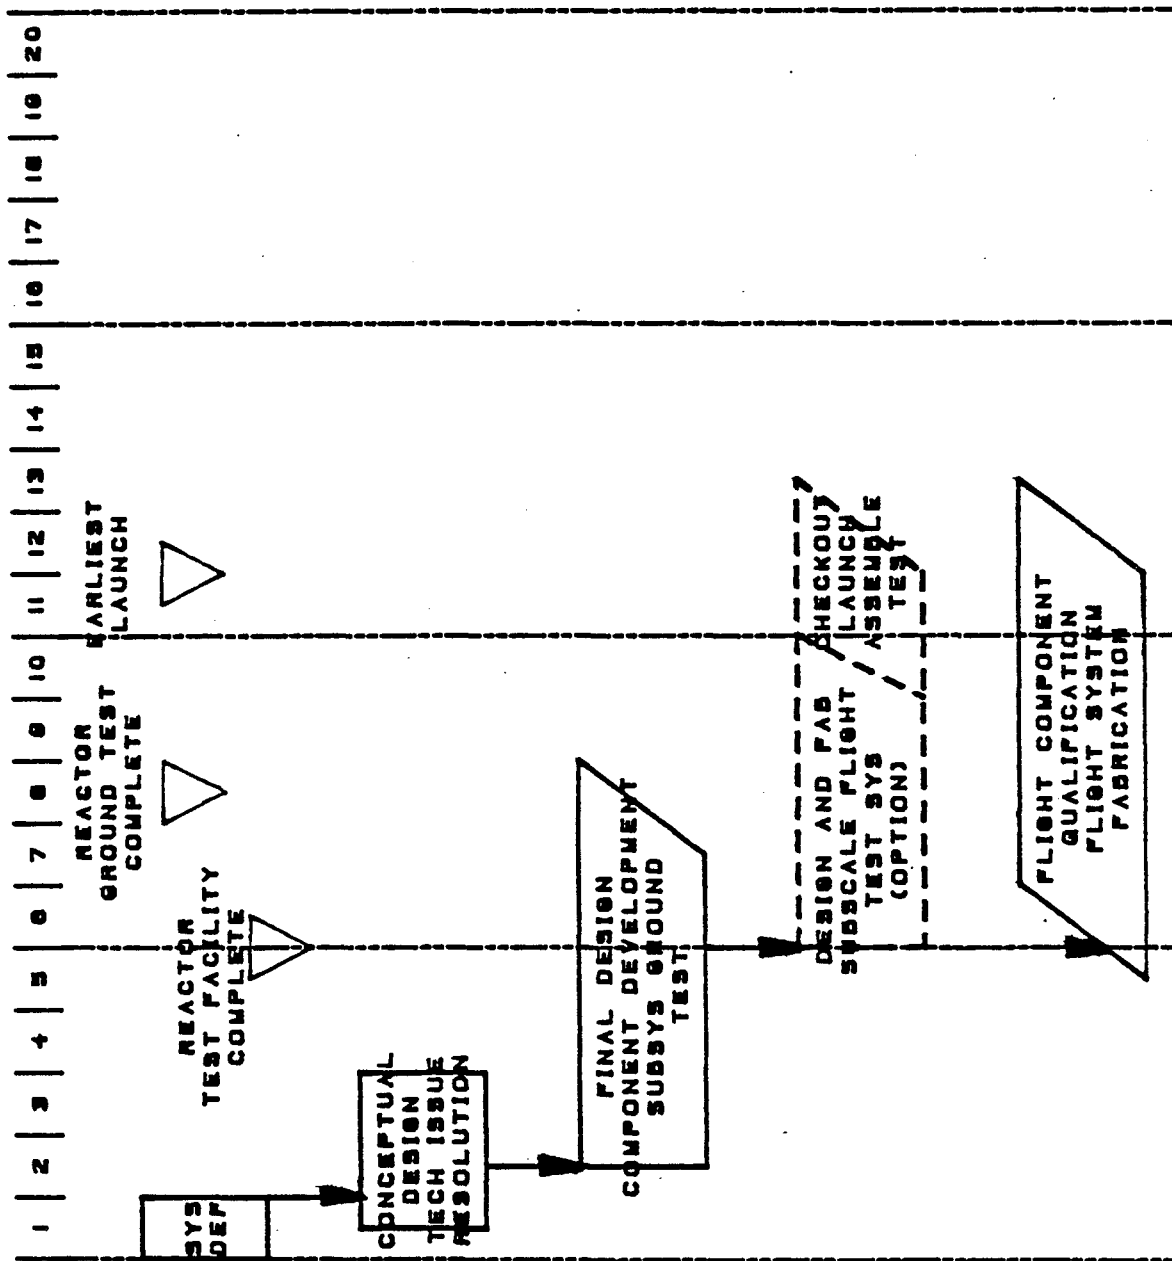 1 2 3 4 5 6 7 8 9 10 11 12 13 14 15 16 17 18 19 20
EARLIEST
LAUNCH
REACTOR
GROUND TEST
COMPLETE
REACTOR
TEST FACILITY
COMPLETE
SYS
DEF
CONCEPTUAL
DESIGN
TECH ISSUE
RESOLUTION
FINAL DESIGN
COMPONENT DEVELOPMENT
SUBSYS GROUND
TEST
DESIGN AND FAB
SUBSCALE FLIGHT
TEST SYS
(OPTION)
CHECKOUT
LAUNCH
ASSEMBLE
TEST
FLIGHT COMPONENT
QUALIFICATION
FLIGHT SYSTEM
FABRICATION